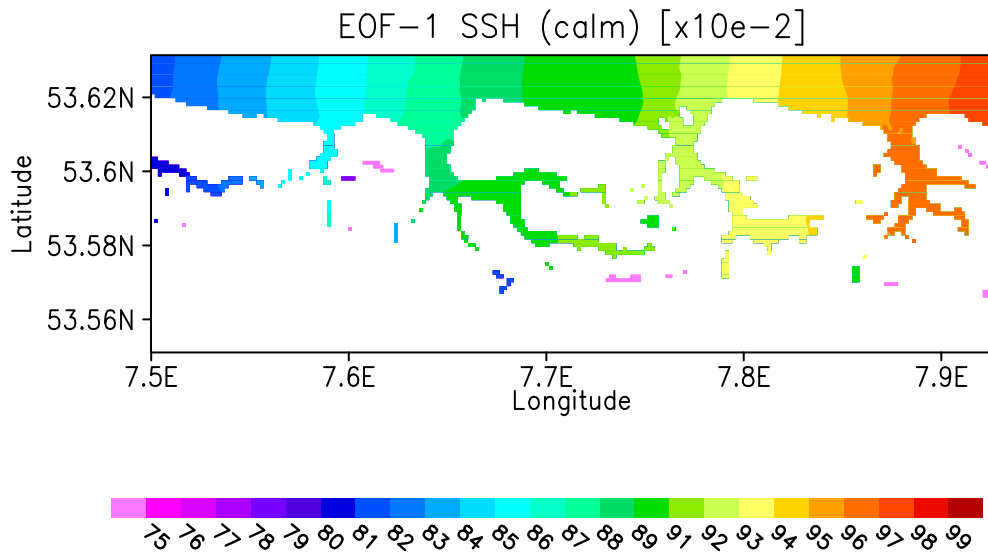 EOF-1 SSH (calm) [x10e-2]
53.62N
53.6N
53.58N
53.56N
Latitude
7.5E 7.6E 7.7E 7.8E 7.9E
Longitude
75 76 77 78 79 80 81 82 83 84 85 86 87 88 89 91 92 93 94 95 96 97 98 99